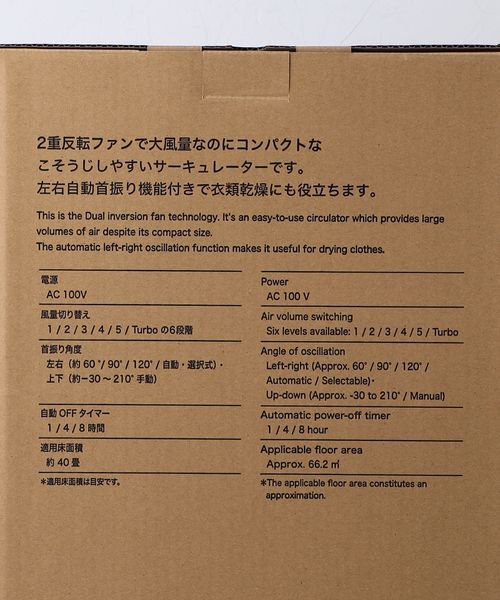 2重反転ファンで大風量なのにコンパクトな
こそうじしやすいサーキュレーターです。
左右自動首振り機能付きで衣類乾燥にも役立ちます。
This is the Dual inversion fan technology. It's an easy-to-use circulator which provides large
volumes of air despite its compact size.
The automatic left-right oscillation function makes it useful for drying clothes.
電源
AC 100V
風量切り替え
1 / 2 / 3 / 4 / 5 / Turbo の6段階
首振り角度
左右（約 60°/ 90°/ 120°/ 自動・選択式）・
上下（約－30 〜 210° 手動）
自動 OFF タイマー
1 / 4 / 8 時間
適用床面積
約 40 畳
＊適用床面積は目安です。
Power
AC 100 V
Air volume switching
Six levels available: 1 / 2 / 3 / 4 / 5 / Turbo
Angle of oscillation
Left-right (Approx. 60° / 90° / 120° /
Automatic / Selectable)・
Up-down (Approx. -30 to 210° / Manual)
Automatic power-off timer
1 / 4 / 8 hour
Applicable floor area
Approx. 66.2 ㎡
＊The applicable floor area constitutes an
approximation.